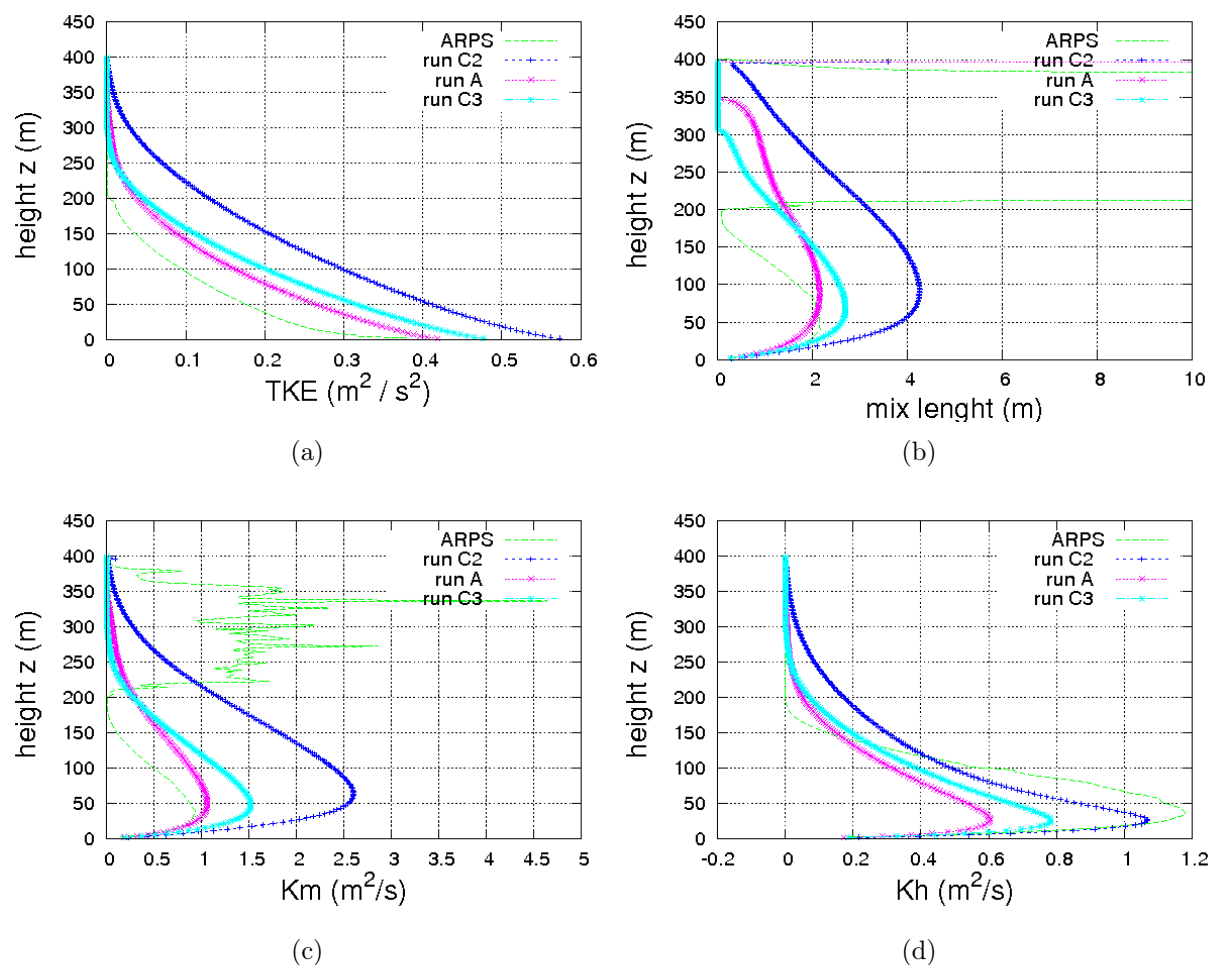 450
400
350
300
250
200
150
100
50
0
height z (m)
ARPS
run C2
run A
run C3
0 0.1 0.2 0.3 0.4 0.5 0.6
TKE (m² / s²)
(a)
450
400
350
300
250
200
150
100
50
0
height z (m)
ARPS
run C2
run A
run C3
0 2 4 6 8 10
mix lenght (m)
(b)
450
400
350
300
250
200
150
100
50
0
height z (m)
ARPS
run C2
run A
run C3
0 0.5 1 1.5 2 2.5 3 3.5 4 4.5 5
Km (m²/s)
(c)
450
400
350
300
250
200
150
100
50
0
height z (m)
ARPS
run C2
run A
run C3
-0.2 0 0.2 0.4 0.6 0.8 1 1.2
Kh (m²/s)
(d)